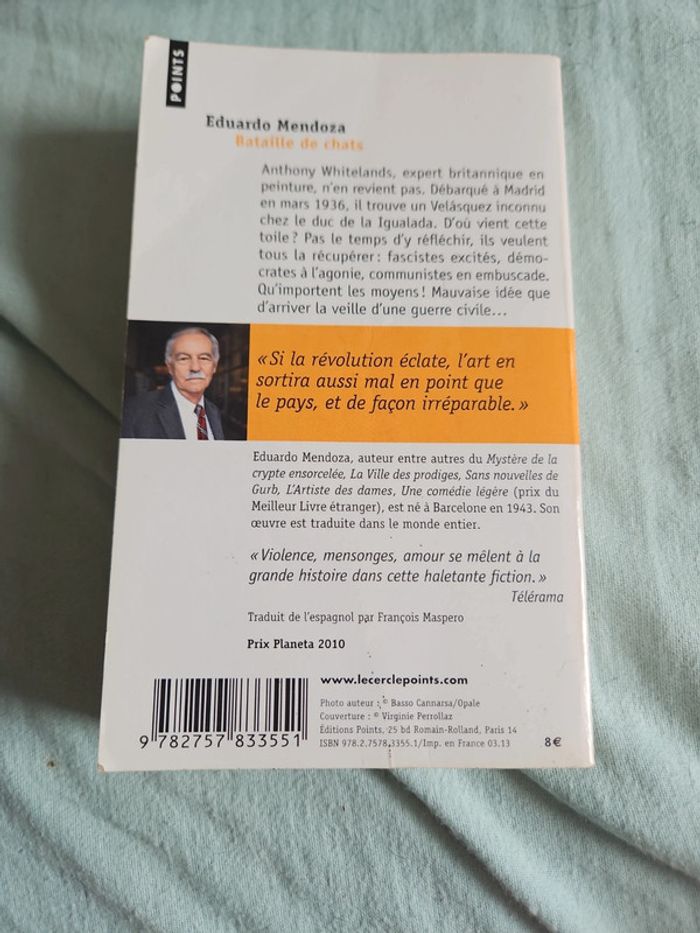 POINTS
Eduardo Mendoza
Bataille de chats
Anthony Whitelands, expert britannique en
peinture, n'en revient pas. Débarqué à Madrid
en mars 1936, il trouve un Velásquez inconnu
chez le duc de la Igualada. D'où vient cette
toile ? Pas le temps d'y réfléchir, ils veulent
tous la récupérer : fascistes excités, démo-
crates à l'agonie, communistes en embuscade.
Qu'importent les moyens ! Mauvaise idée que
d'arriver la veille d'une guerre civile...
« Si la révolution éclate, l'art en
sortira aussi mal en point que
le pays, et de façon irréparable. »
Eduardo Mendoza, auteur entre autres du Mystère de la
crypte ensorcelée, La Ville des prodiges, Sans nouvelles de
Gurb, L'Artiste des dames, Une comédie légère (prix du
Meilleur Livre étranger), est né à Barcelone en 1943. Son
œuvre est traduite dans le monde entier.
« Violence, mensonges, amour se mêlent à la
grande histoire dans cette haletante fiction. »
Télérama
Traduit de l'espagnol par François Maspero
Prix Planeta 2010
www.lecerclepoints.com
Photo auteur : © Basso Cannarsa/Opale
Couverture : © Virginie Perrollaz
Éditions Points, 25 bd Romain-Rolland, Paris 14
ISBN 978.2.7578.3355.1/Imp. en France 03.13
8 €
9 782757 833551